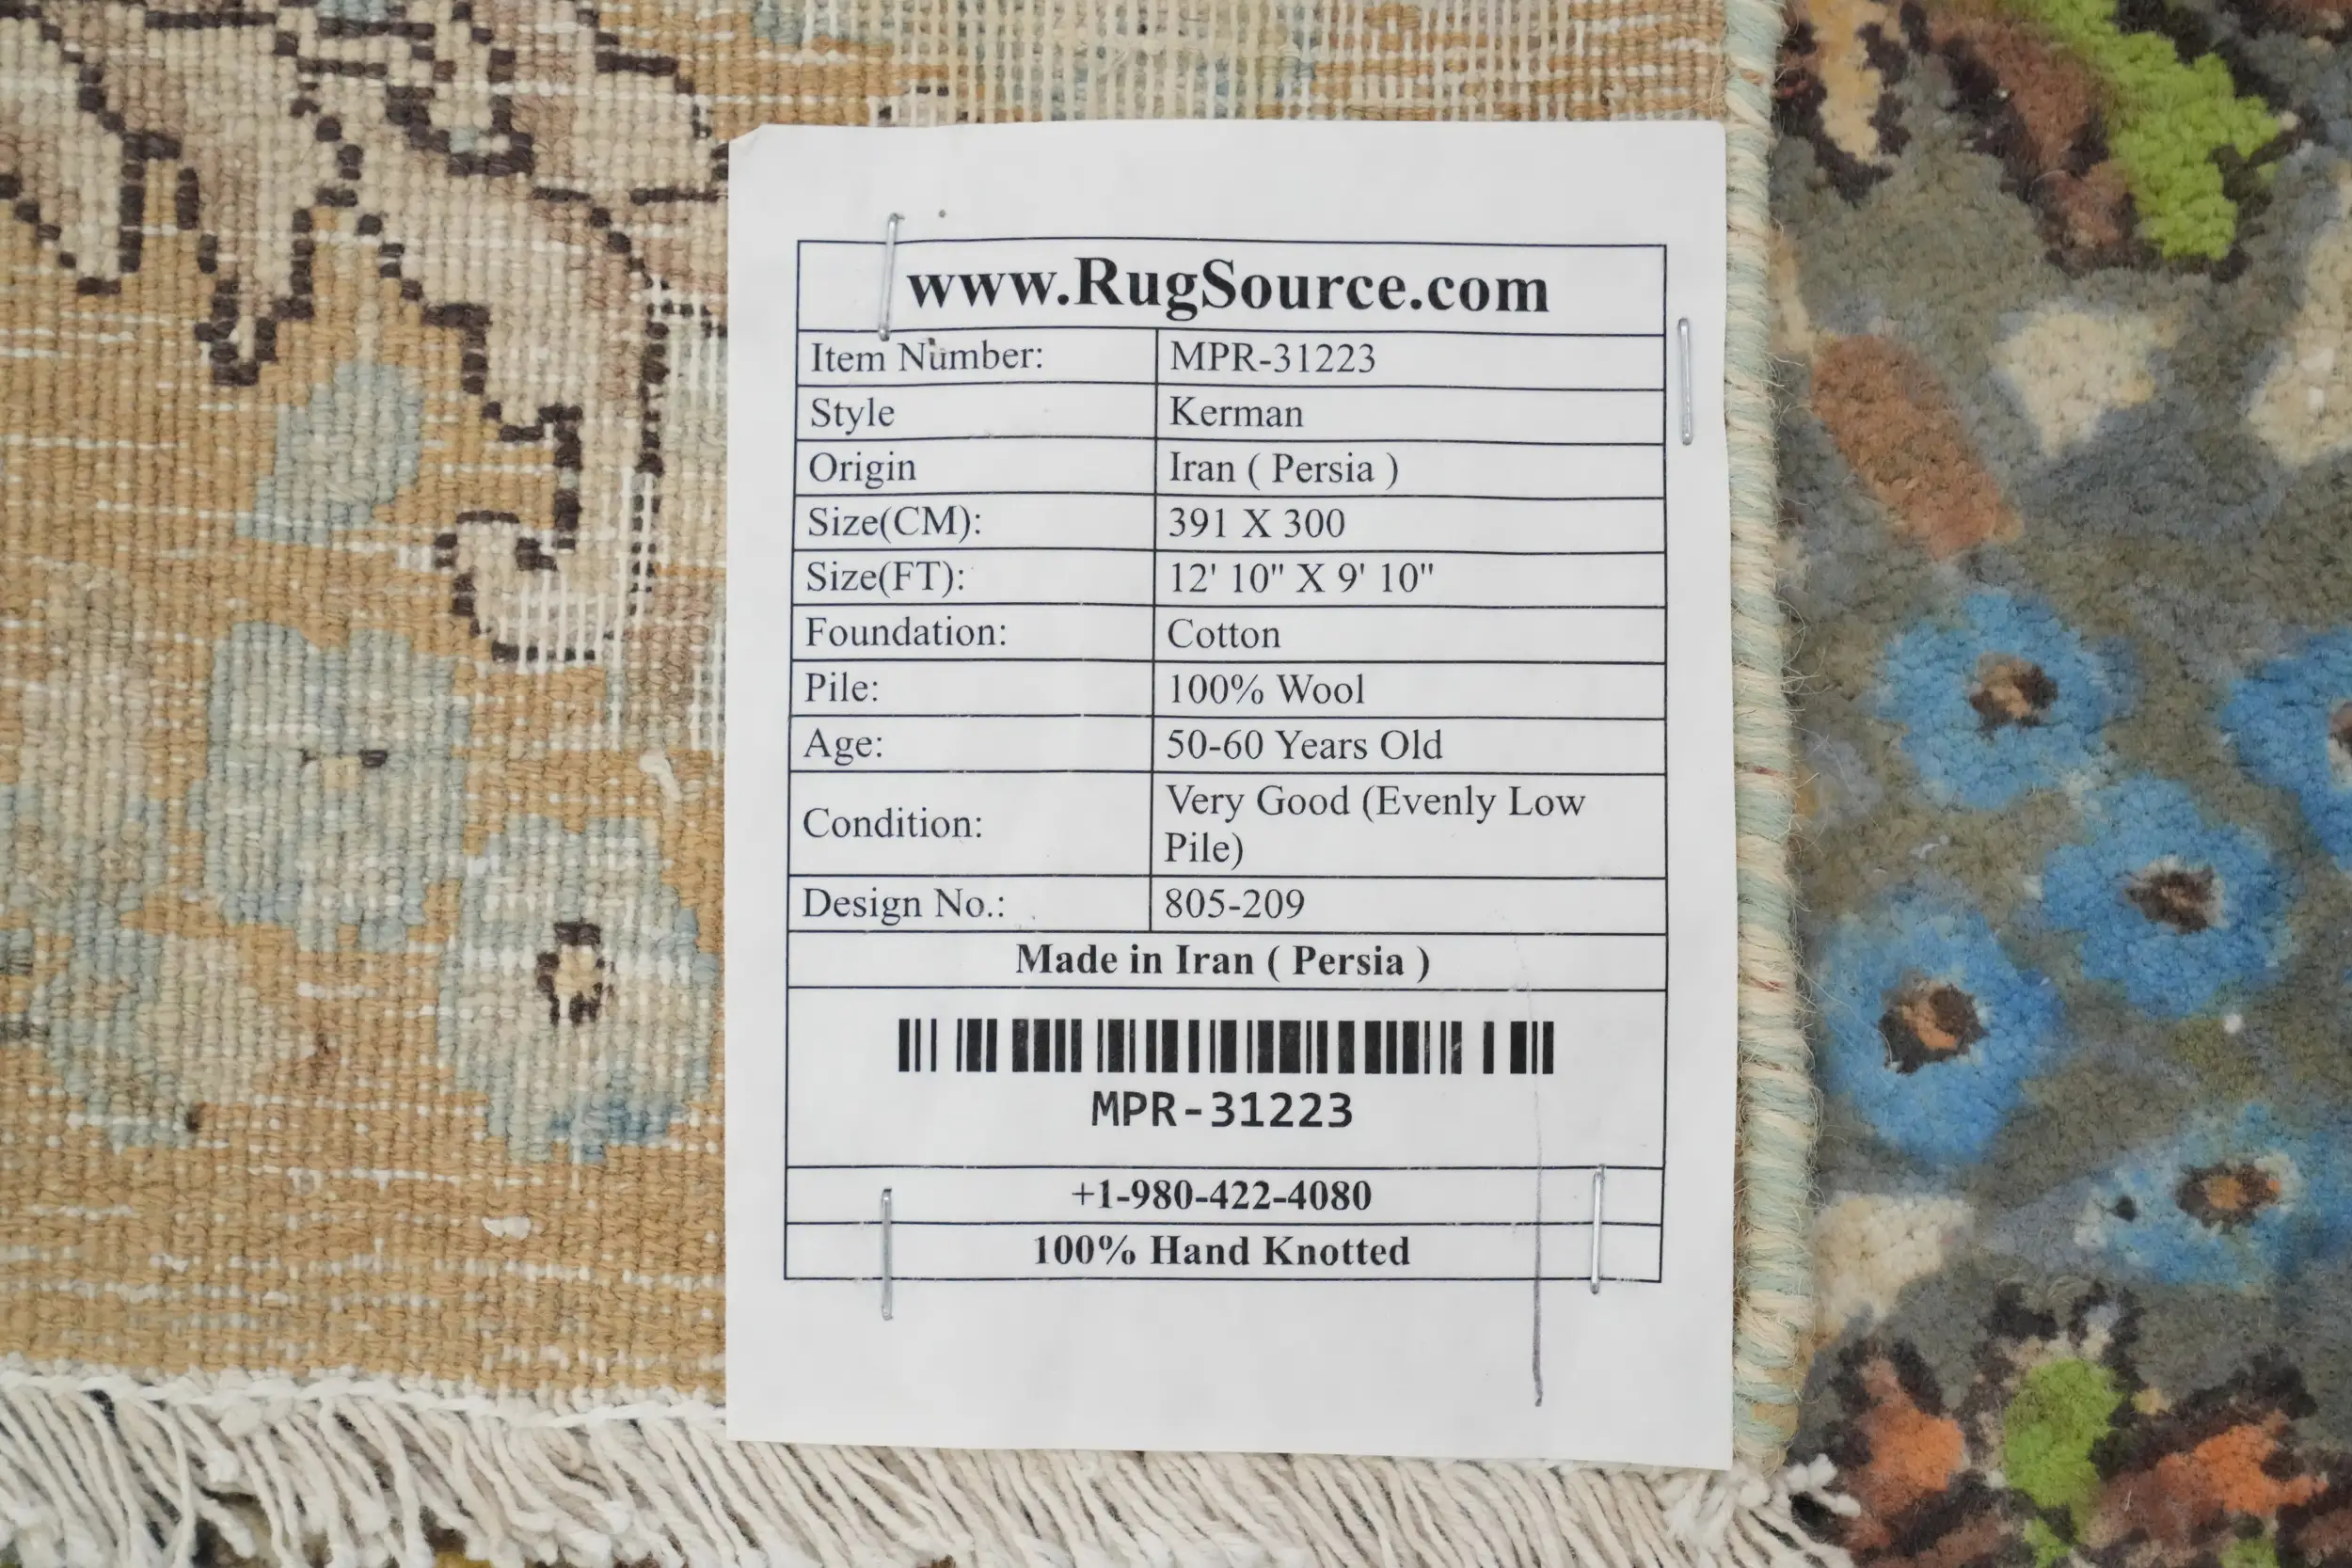 www.RugSource.com
Item Number: MPR-31223
Style Kerman
Origin Iran ( Persia )
Size(CM): 391 X 300
Size(FT): 12' 10" X 9' 10"
Foundation: Cotton
Pile: 100% Wool
Age: 50-60 Years Old
Condition: Very Good (Evenly Low
Pile)
Design No.: 805-209
Made in Iran ( Persia )
MPR-31223
+1-980-422-4080
100% Hand Knotted